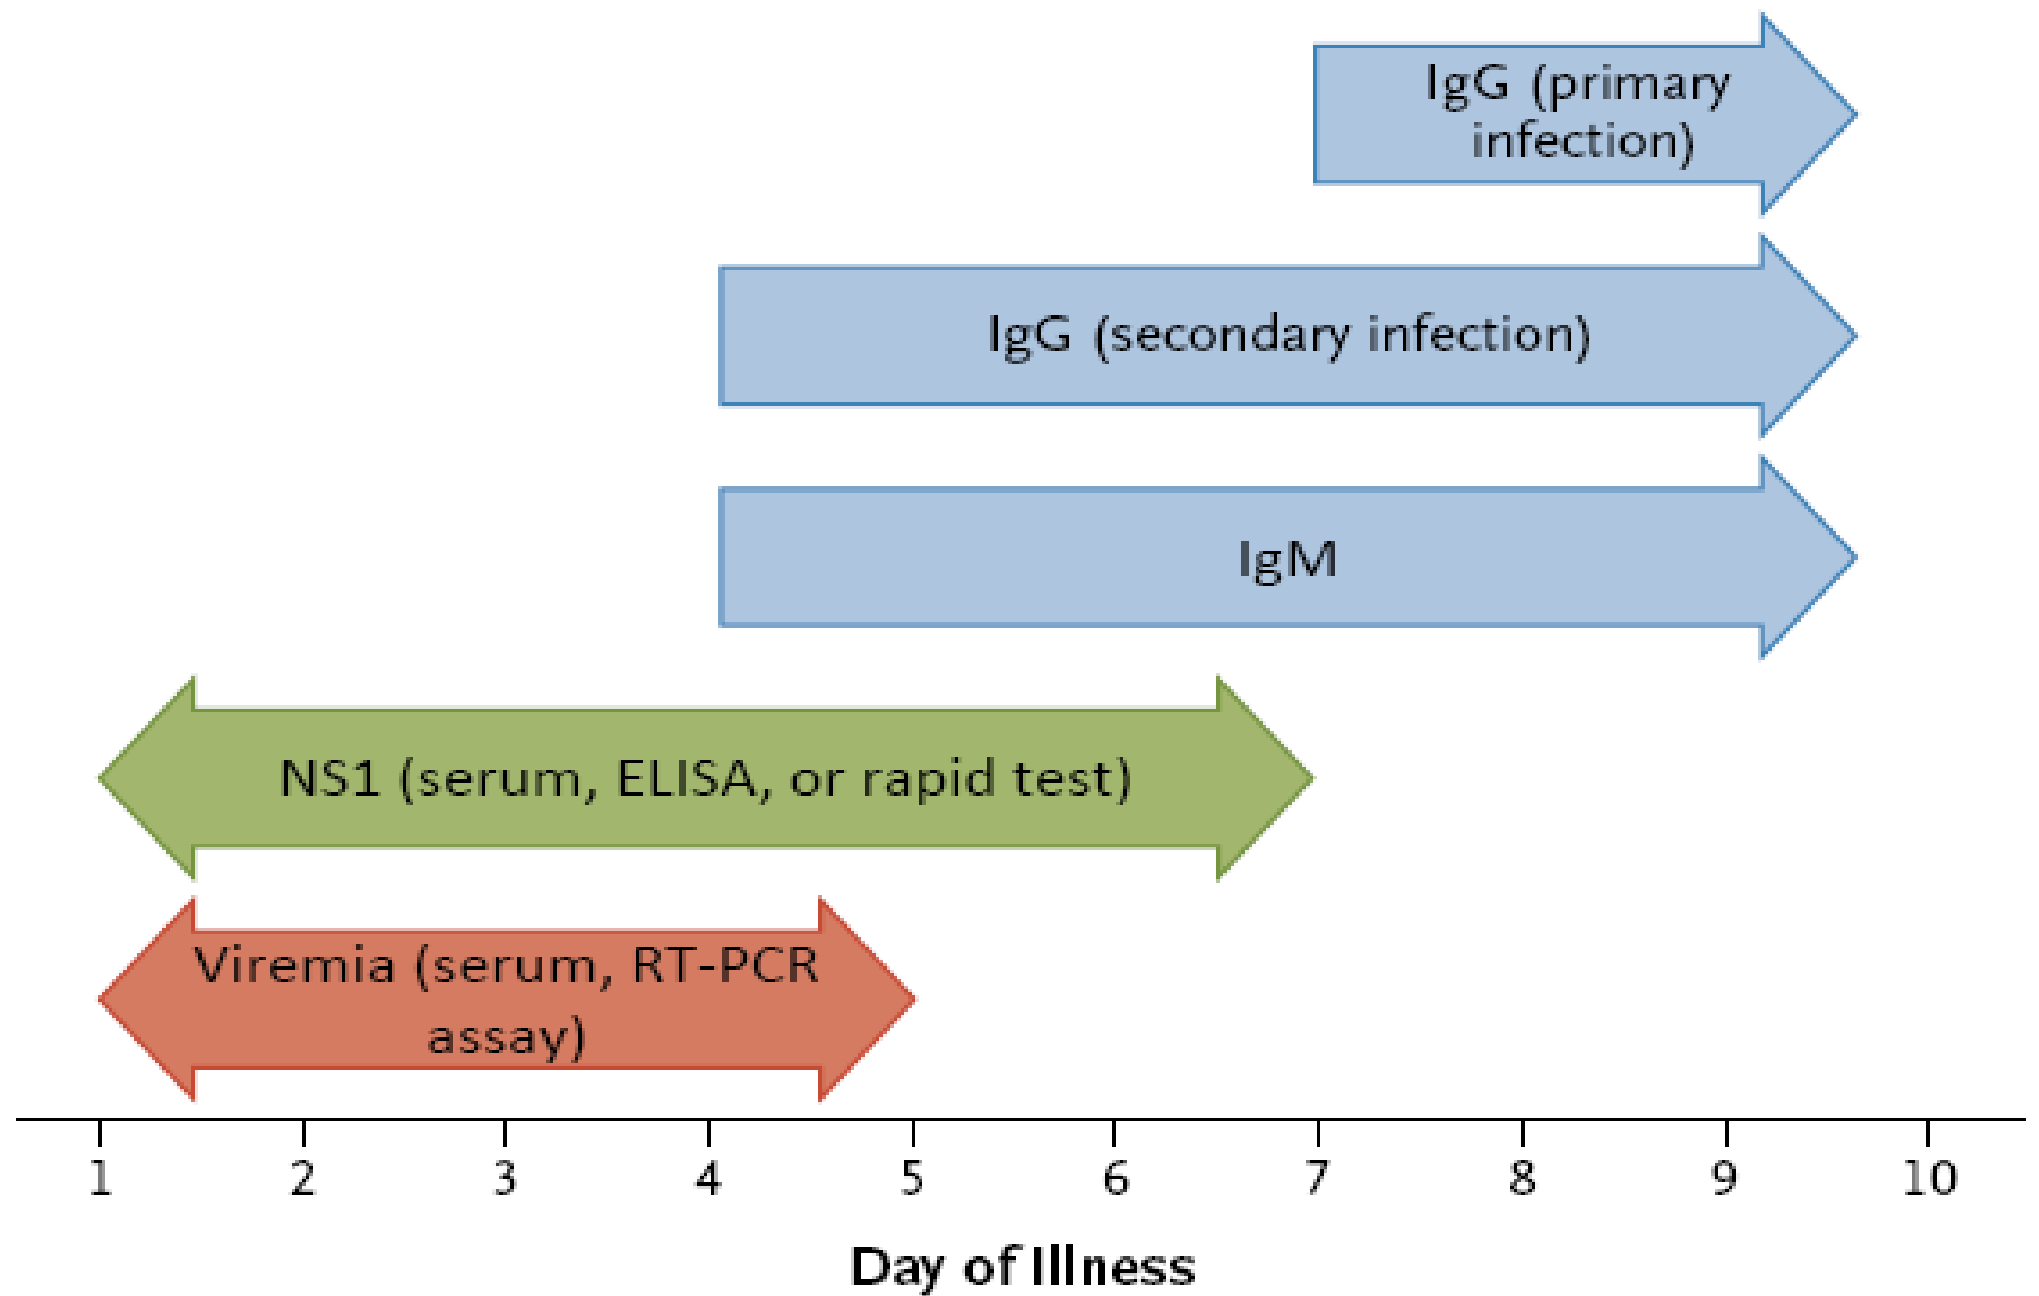 IgG (primary
infection)
IgG (secondary infection)
IgM
NS1 (serum, ELISA, or rapid test)
Viremia (serum, RT-PCR
assay)
1 2 3 4 5 6 7 8 9 10
Day of Illness